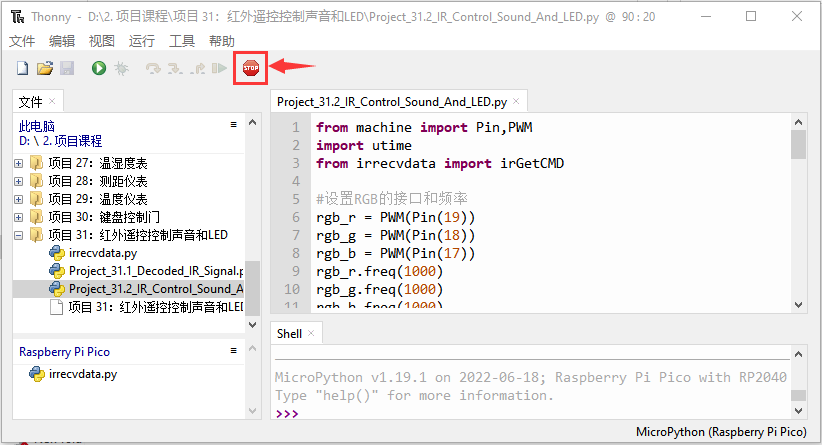 Thonny - D:\2. 项目课程\项目 31：红外遥控控制声音和LED\Project_31.2_IR_Control_Sound_And_LED.py @ 90 : 20
文件 编辑 视图 运行 工具 帮助
STOP
文件
此电脑
D: \ 2. 项目课程
项目 27：温湿度表
项目 28：测距仪表
项目 29：温度仪表
项目 30：键盘控制门
项目 31：红外遥控控制声音和LED
irrecvdata.py
Project_31.1_Decoded_IR_Signal.p
Project_31.2_IR_Control_Sound_A
项目 31：红外遥控控制声音和LED
Raspberry Pi Pico
irrecvdata.py
Project_31.2_IR_Control_Sound_And_LED.py
1 from machine import Pin,PWM
2 import utime
3 from irrecvdata import irGetCMD
4
5 #设置RGB的接口和频率
6 rgb_r = PWM(Pin(19))
7 rgb_g = PWM(Pin(18))
8 rgb_b = PWM(Pin(17))
9 rgb_r.freq(1000)
10 rgb_g.freq(1000)
11 rgb_b.freq(1000)
Shell
MicroPython v1.19.1 on 2022-06-18; Raspberry Pi Pico with RP2040
Type "help()" for more information.
>>>
MicroPython (Raspberry Pi Pico)